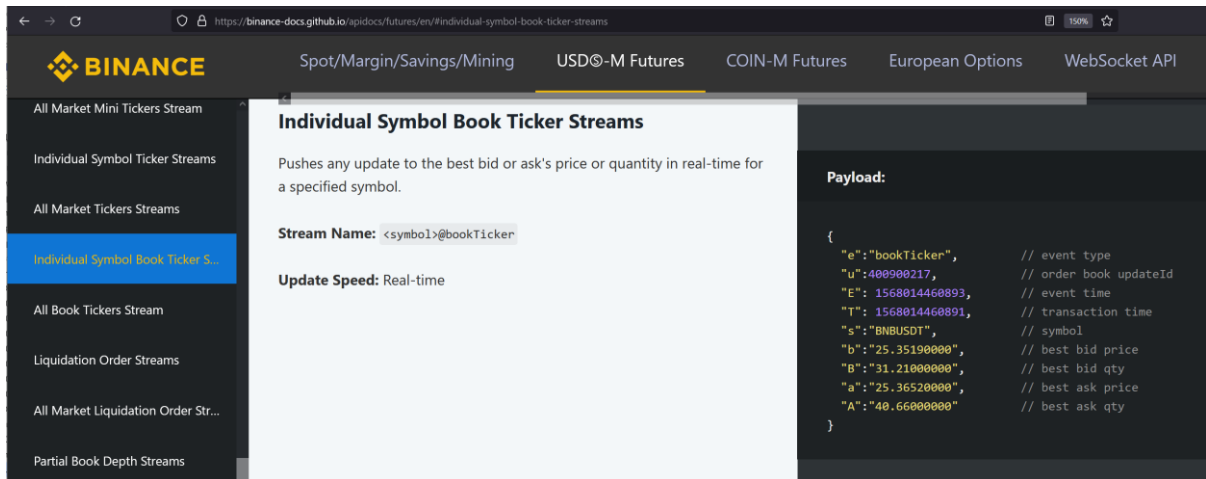 https://binance-docs.github.io/apidocs/futures/en/#individual-symbol-book-ticker-streams
150%
BINANCE
Spot/Margin/Savings/Mining
USDⓈ-M Futures
COIN-M Futures
European Options
WebSocket API
All Market Mini Tickers Stream
Individual Symbol Ticker Streams
All Market Tickers Streams
Individual Symbol Book Ticker S...
All Book Tickers Stream
Liquidation Order Streams
All Market Liquidation Order Str...
Partial Book Depth Streams
Individual Symbol Book Ticker Streams
Pushes any update to the best bid or ask's price or quantity in real-time for
a specified symbol.
Stream Name: <symbol>@bookTicker
Update Speed: Real-time
Payload:
{
"e":"bookTicker", // event type
"u":400900217, // order book updateId
"E": 1568014460893, // event time
"T": 1568014460891, // transaction time
"s":"BNBUSDT", // symbol
"b":"25.35190000", // best bid price
"B":"31.21000000", // best bid qty
"a":"25.36520000", // best ask price
"A":"40.66000000" // best ask qty
}